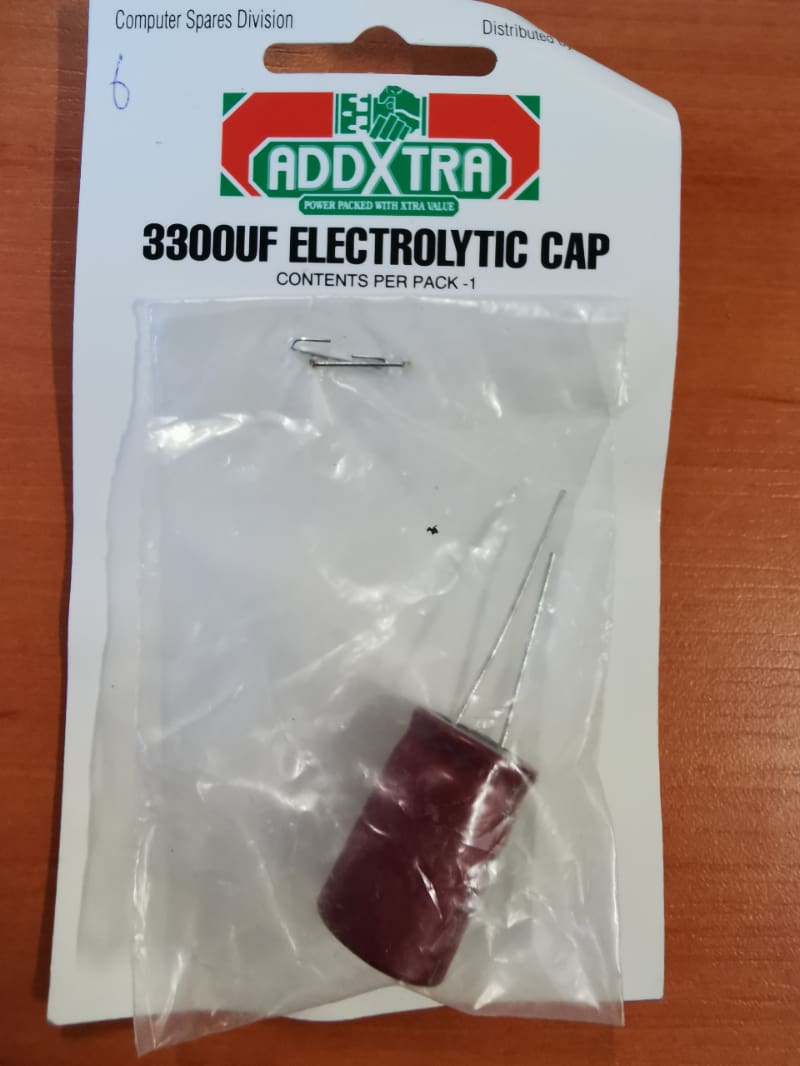 Computer Spares Division
Distributed
6
ADDXTRA
POWER PACKED WITH XTRA VALUE
3300UF ELECTROLYTIC CAP
CONTENTS PER PACK -1